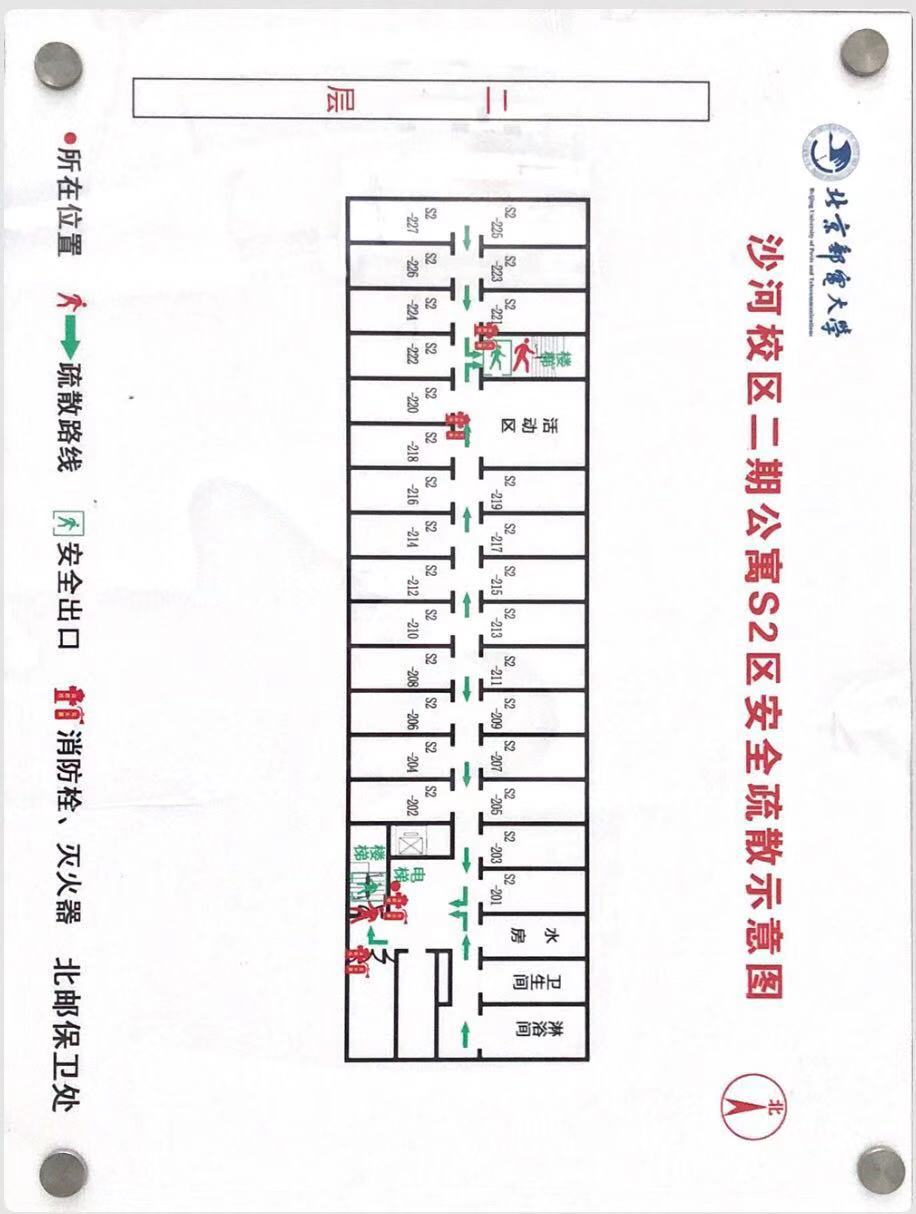 北京郵電大學
Beijing University of Posts and Telecommunications
沙河校区二期公寓S2区安全疏散示意图
北
S2
-225
S2
-223
S2
-221
楼梯
活动区
S2
-219
S2
-217
S2
-215
S2
-213
S2
-211
S2
-209
S2
-207
S2
-205
S2
-203
S2
-201
水房
卫生间
淋浴间
S2
-227
S2
-226
S2
-224
S2
-222
S2
-220
S2
-218
S2
-216
S2
-214
S2
-212
S2
-210
S2
-208
S2
-206
S2
-204
S2
-202
电梯
楼梯
二层
所在位置 疏散路线 安全出口 消防栓、灭火器 北邮保卫处